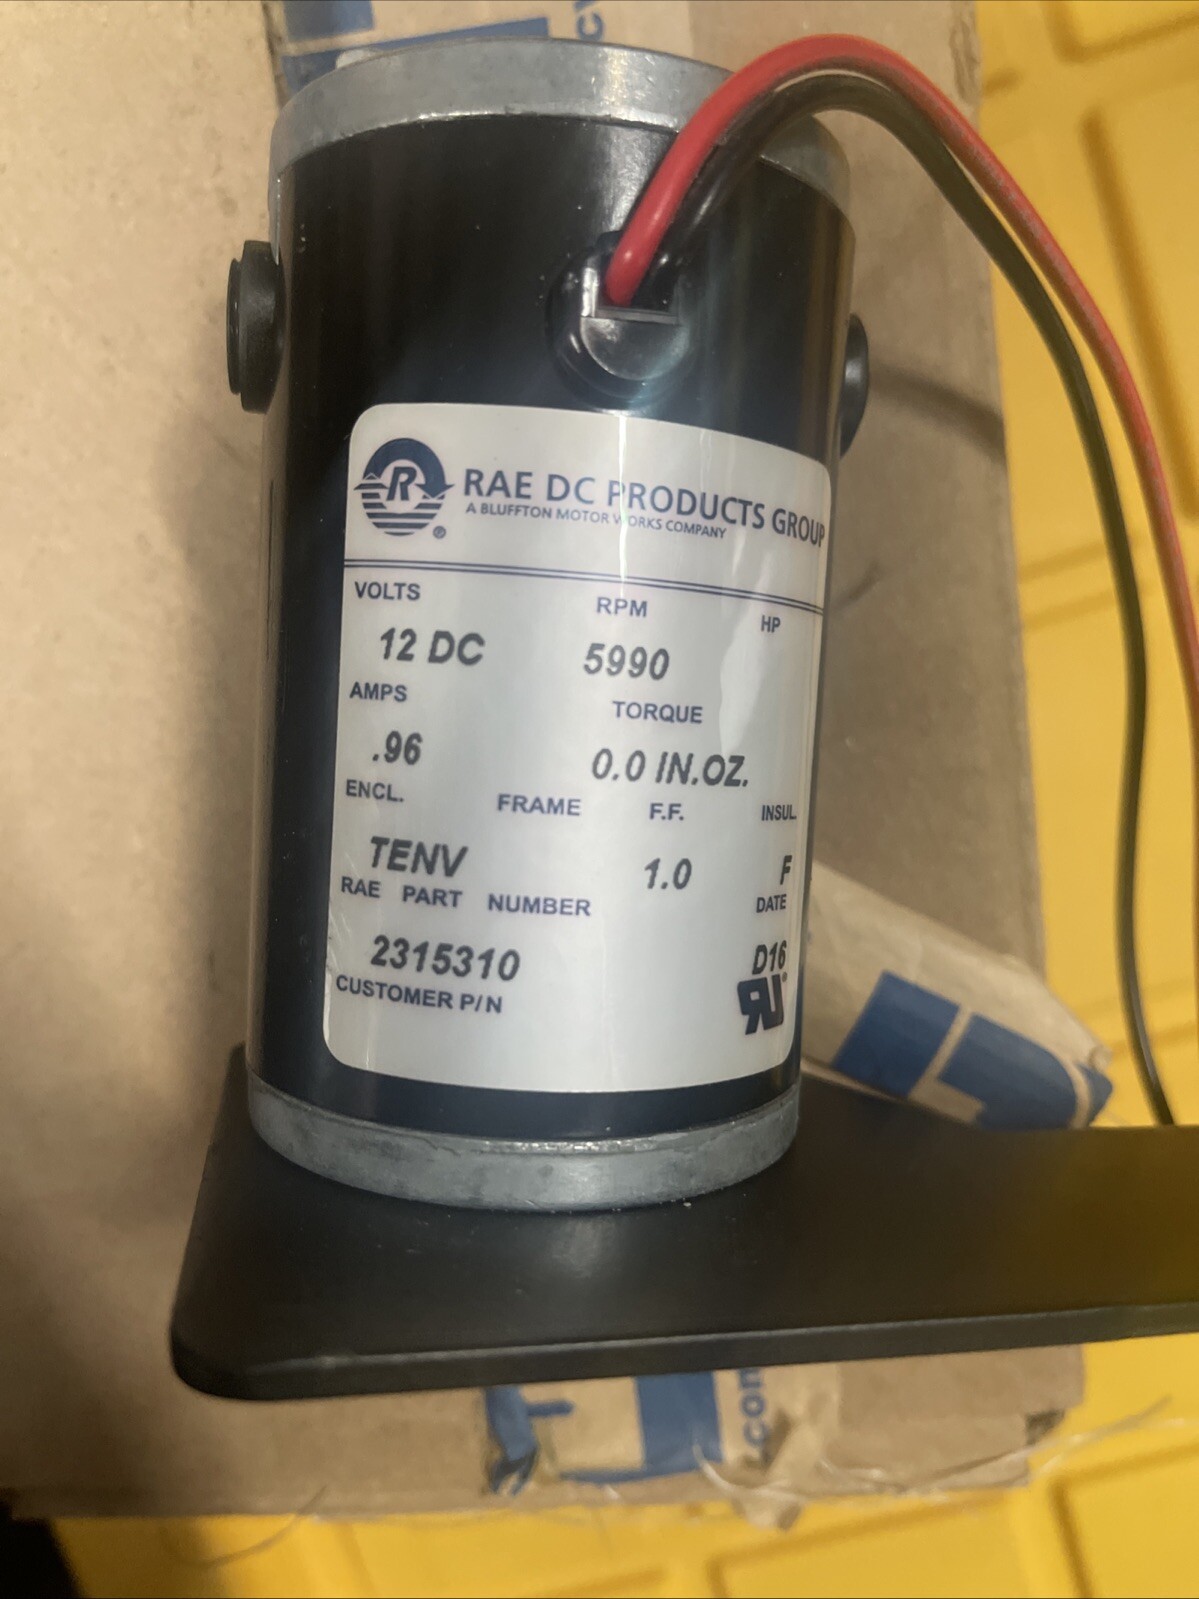 R
®
RAE DC PRODUCTS GROUP
A BLUFFTON MOTOR WORKS COMPANY
VOLTS RPM HP
12 DC 5990
AMPS TORQUE
.96 0.0 IN.OZ.
ENCL. FRAME F.F. INSUL.
TENV 1.0 F
RAE PART NUMBER DATE
2315310 D16
CUSTOMER P/N
.com